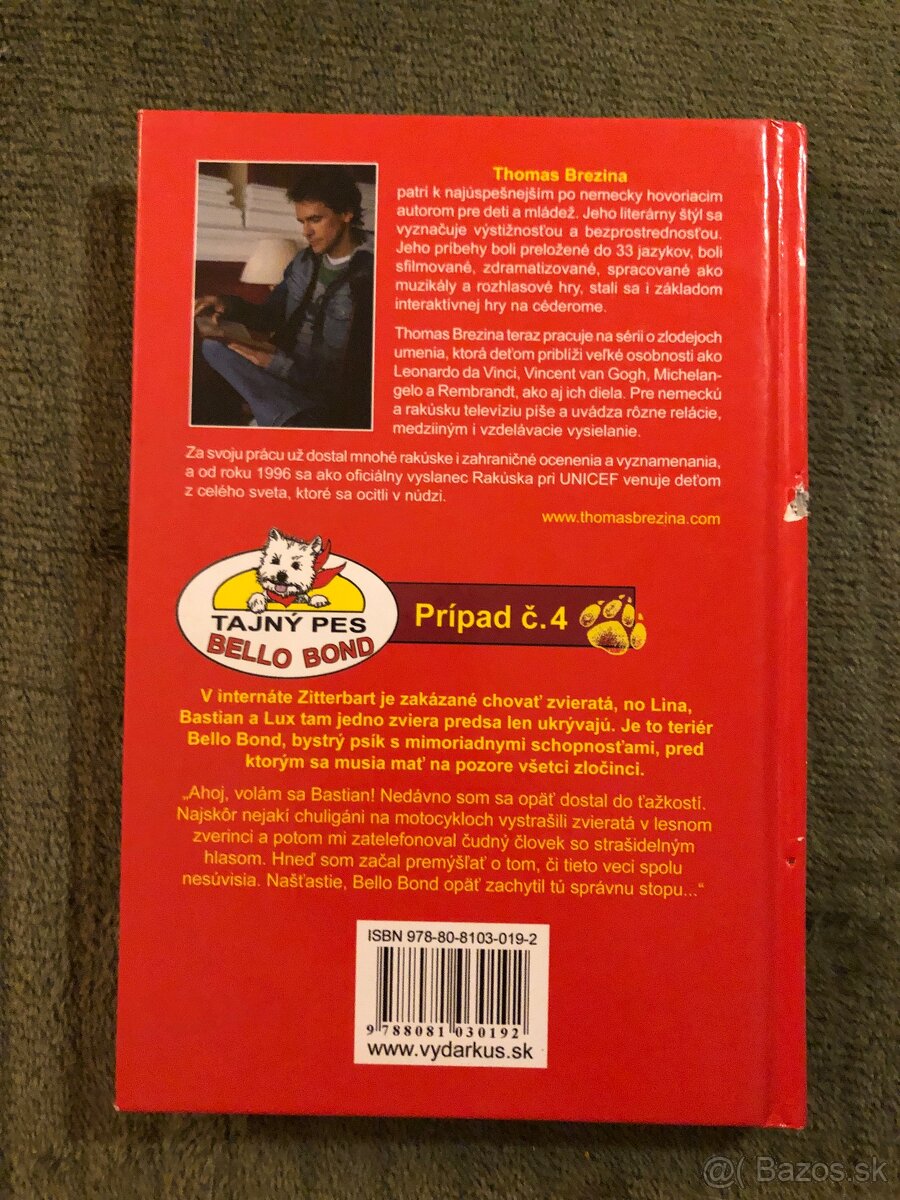 Thomas Brezina
patrí k najúspešnejším po nemecky hovoriacim
autorom pre deti a mládež. Jeho literárny štýl sa
vyznačuje výstižnosťou a bezprostrednosťou.
Jeho príbehy boli preložené do 33 jazykov, boli
sfilmované, zdramatizované, spracované ako
muzikály a rozhlasové hry, stali sa i základom
interaktívnej hry na céderome.
Thomas Brezina teraz pracuje na sérii o zlodejoch
umenia, ktorá deťom priblíži veľké osobnosti ako
Leonardo da Vinci, Vincent van Gogh, Michelan-
gelo a Rembrandt, ako aj ich diela. Pre nemeckú
a rakúsku televíziu píše a uvádza rôzne relácie,
medziiným i vzdelávacie vysielanie.
Za svoju prácu už dostal mnohé rakúske i zahraničné ocenenia a vyznamenania,
a od roku 1996 sa ako oficiálny vyslanec Rakúska pri UNICEF venuje deťom
z celého sveta, ktoré sa ocitli v núdzi.
www.thomasbrezina.com
TAJNÝ PES
BELLO BOND
Prípad č.4
V internáte Zitterbart je zakázané chovať zvieratá, no Lina,
Bastian a Lux tam jedno zviera predsa len ukrývajú. Je to teriér
Bello Bond, bystrý psík s mimoriadnymi schopnosťami, pred
ktorým sa musia mať na pozore všetci zločinci.
„Ahoj, volám sa Bastian! Nedávno som sa opäť dostal do ťažkostí.
Najskôr nejakí chuligáni na motocykloch vystrašili zvieratá v lesnom
zverinci a potom mi zatelefonoval čudný človek so strašidelným
hlasom. Hneď som začal premýšľať o tom, či tieto veci spolu
nesúvisia. Našťastie, Bello Bond opäť zachytil tú správnu stopu...“
ISBN 978-80-8103-019-2
9 788081 030192
www.vydarkus.sk
@( Bazos.sk